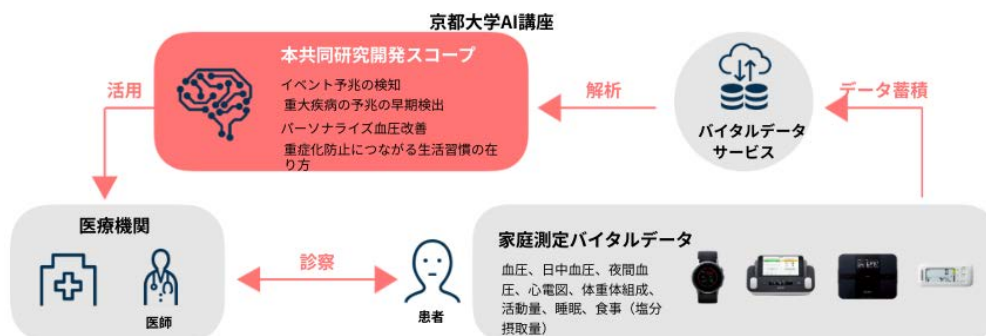 京都大学AI講座
本共同研究開発スコープ
イベント予兆の検知
重大疾病の予兆の早期検出
パーソナライズ血圧改善
重症化防止につながる生活習慣の在
り方
活用
解析
データ蓄積
バイタルデータ
サービス
医療機関
医師
診察
患者
家庭測定バイタルデータ
血圧、日中血圧、夜間血
圧、心電図、体重体組成、
活動量、睡眠、食事（塩分
摂取量）